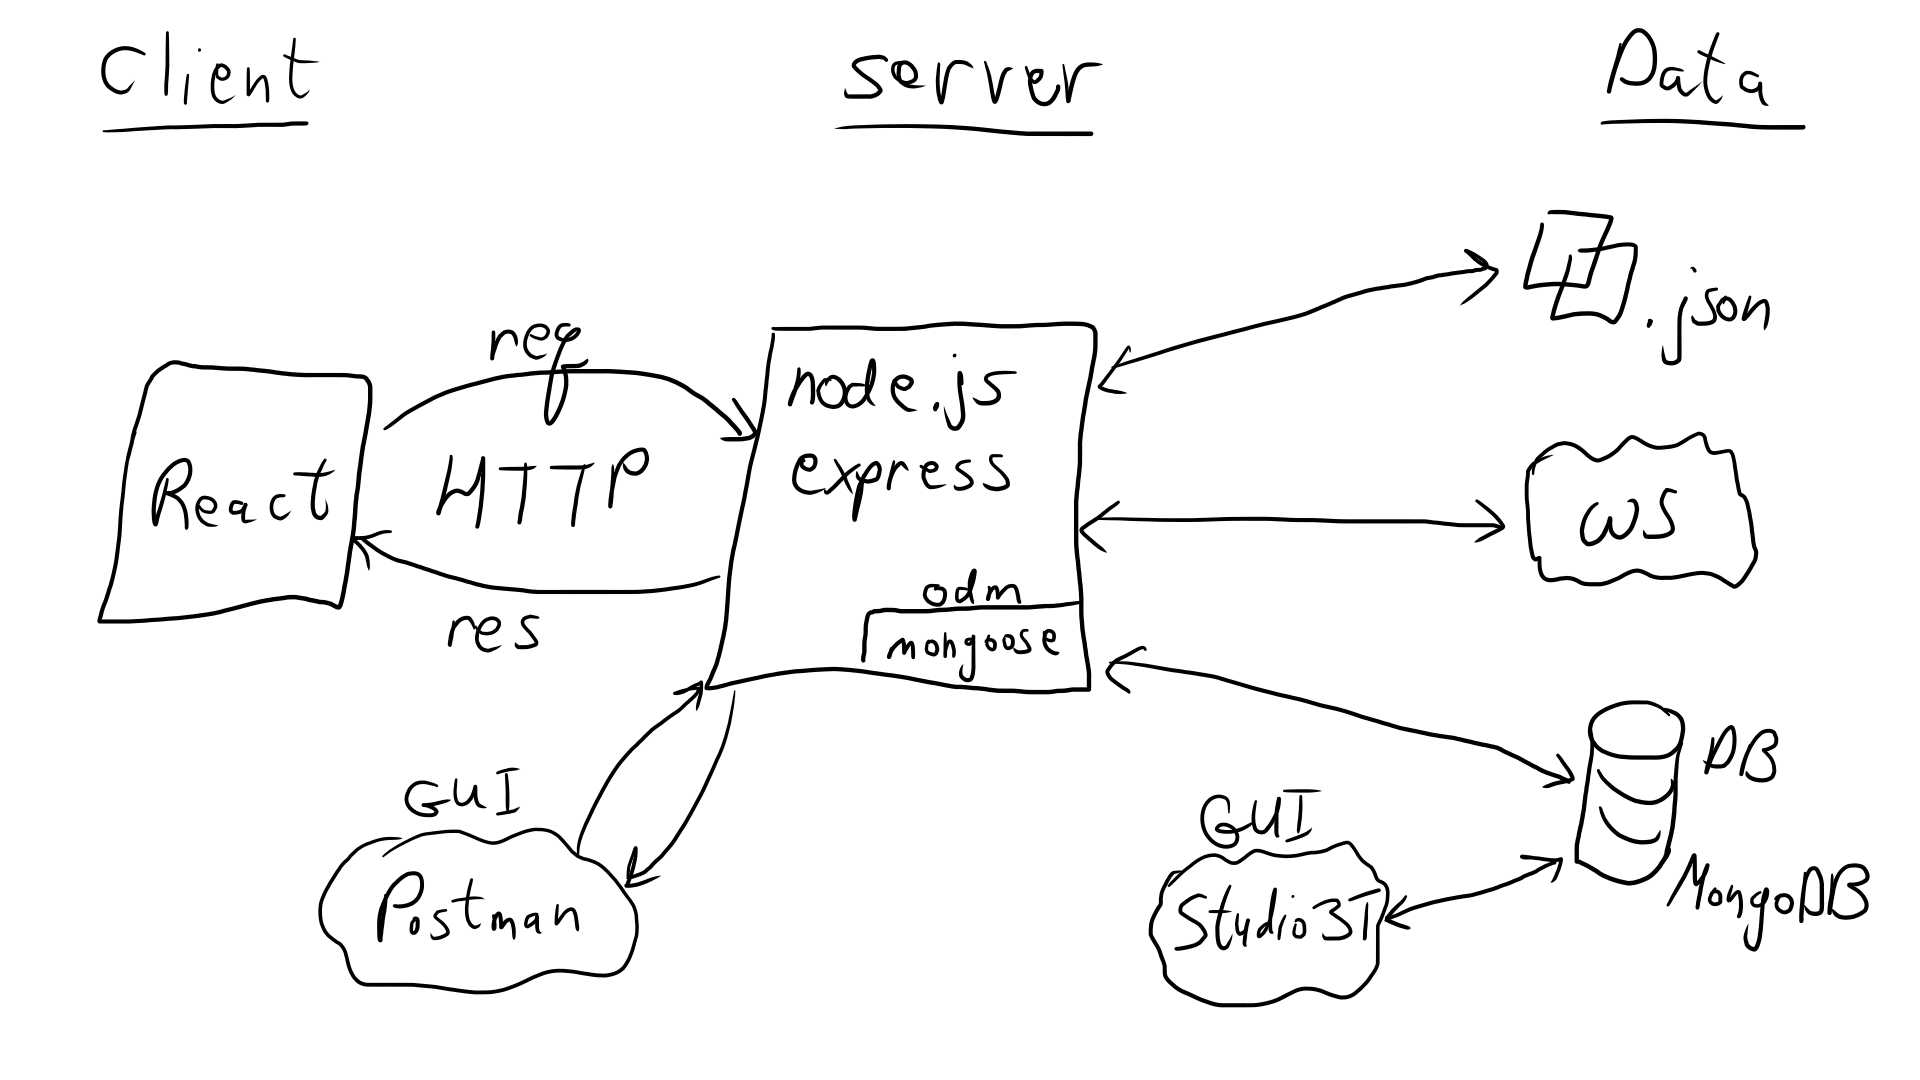 Client
Server
Data
.json
req
HTTP
res
React
node.js
express
odm
mongoose
WS
DB
MongoDB
GUI
Postman
GUI
Studio3T